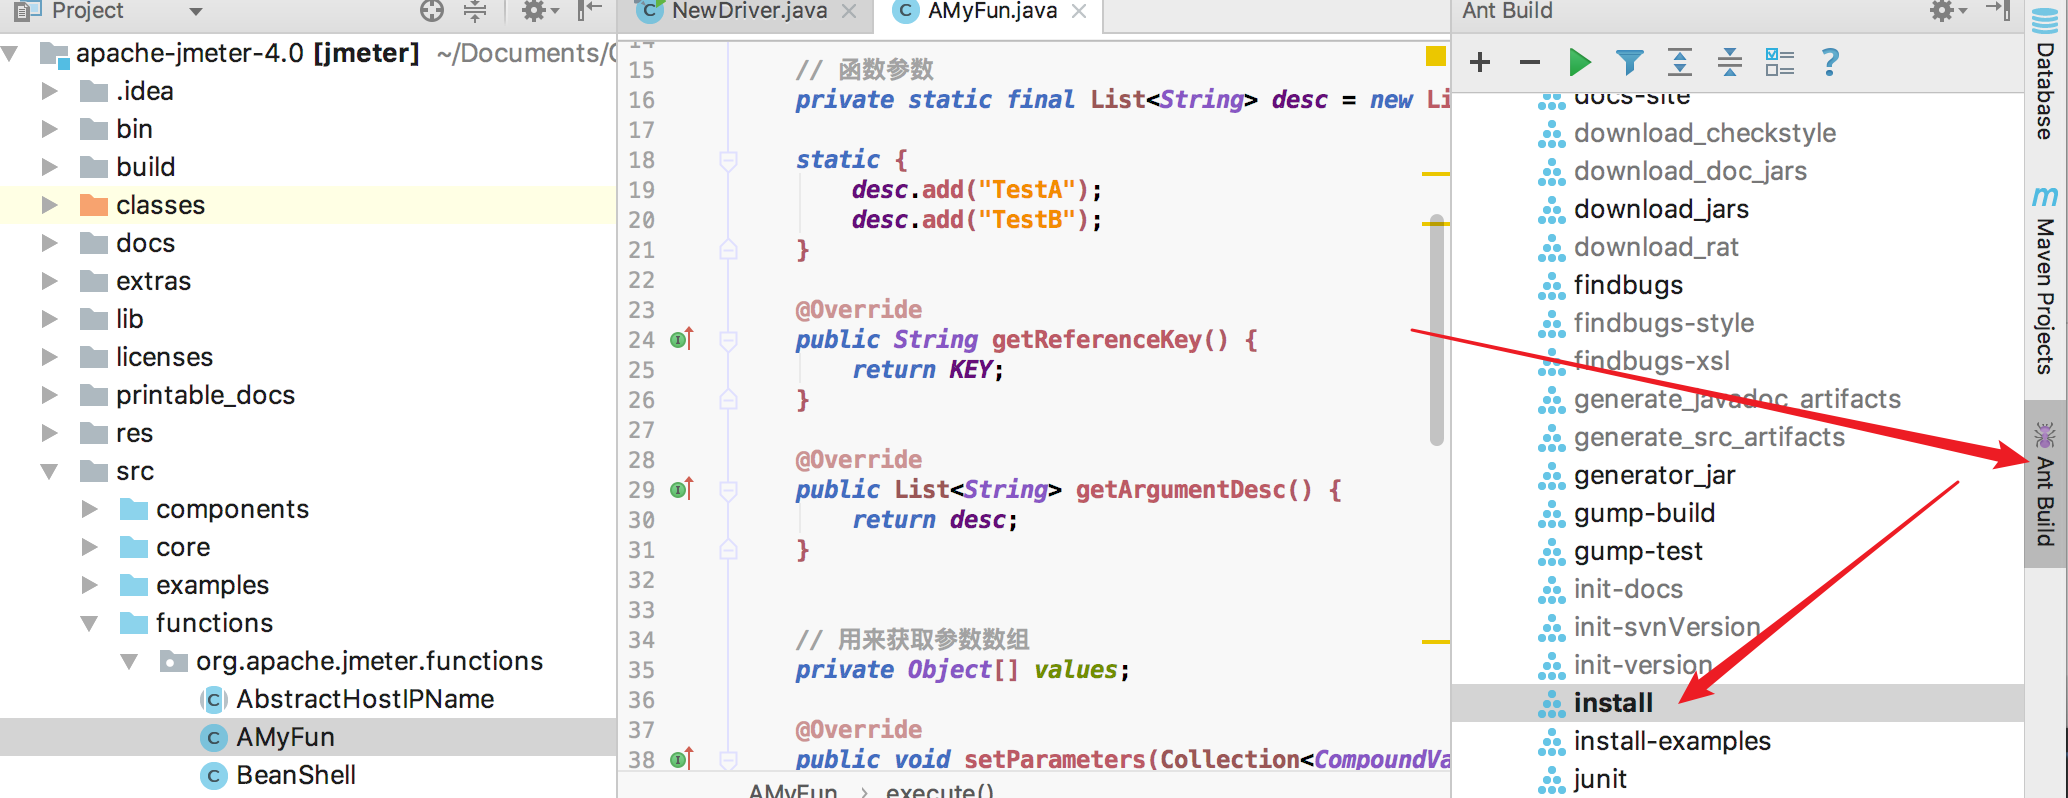 Project
apache-jmeter-4.0 [jmeter] ~/Documents/
.idea
bin
build
classes
docs
extras
lib
licenses
printable_docs
res
src
components
core
examples
functions
org.apache.jmeter.functions
AbstractHostIPName
AMyFun
BeanShell
NewDriver.java
AMyFun.java
14
15 // 函数参数
16 private static final List<String> desc = new Li
17
18 static {
19 desc.add("TestA");
20 desc.add("TestB");
21 }
22
23 @Override
24 public String getReferenceKey() {
25 return KEY;
26 }
27
28 @Override
29 public List<String> getArgumentDesc() {
30 return desc;
31 }
32
33
34 // 用来获取参数数组
35 private Object[] values;
36
37 @Override
38 public void setParameters(Collection<CompoundVa
AMyFun > execute()
Ant Build
docs-site
download_checkstyle
download_doc_jars
download_jars
download_rat
findbugs
findbugs-style
findbugs-xsl
generate_javadoc_artifacts
generate_src_artifacts
generator_jar
gump-build
gump-test
init-docs
init-svnVersion
init-version
install
install-examples
junit
Database
Maven Projects
Ant Build